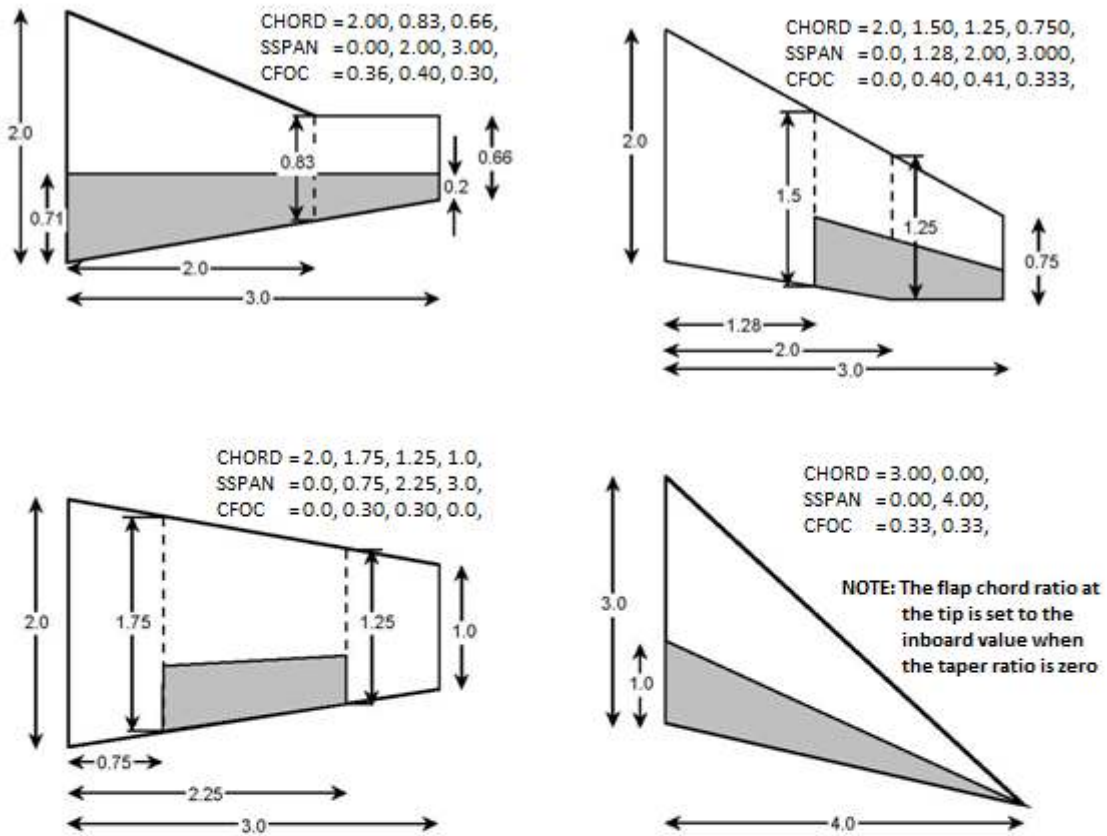 CHORD = 2.00, 0.83, 0.66,
SSPAN = 0.00, 2.00, 3.00,
CFOC = 0.36, 0.40, 0.30,
2.0
0.71
0.83
0.66
0.2
2.0
3.0
CHORD = 2.0, 1.50, 1.25, 0.750,
SSPAN = 0.0, 1.28, 2.00, 3.000,
CFOC = 0.0, 0.40, 0.41, 0.333,
2.0
1.5
1.25
0.75
1.28
2.0
3.0
CHORD = 2.0, 1.75, 1.25, 1.0,
SSPAN = 0.0, 0.75, 2.25, 3.0,
CFOC = 0.0, 0.30, 0.30, 0.0,
2.0
1.75
1.25
1.0
0.75
2.25
3.0
CHORD = 3.00, 0.00,
SSPAN = 0.00, 4.00,
CFOC = 0.33, 0.33,
NOTE: The flap chord ratio at
the tip is set to the
inboard value when
the taper ratio is zero
3.0
1.0
4.0